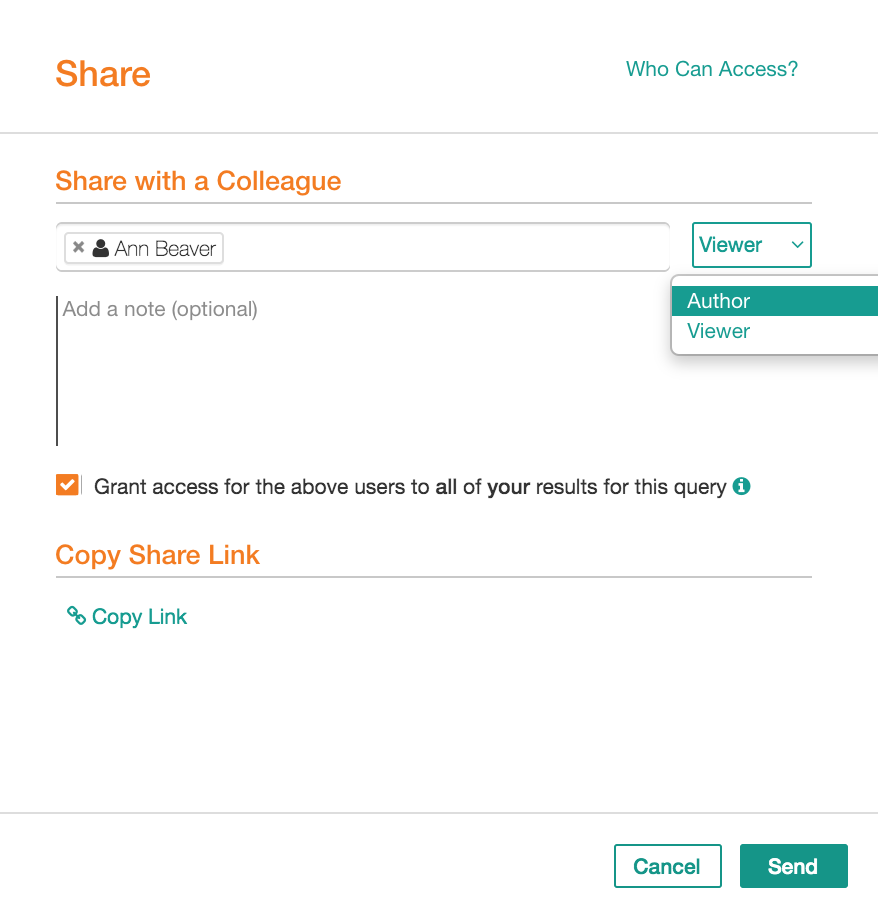 Share
Who Can Access?
Share with a Colleague
Ann Beaver
Viewer
Author
Viewer
Add a note (optional)
Grant access for the above users to all of your results for this query
Copy Share Link
Copy Link
Cancel
Send